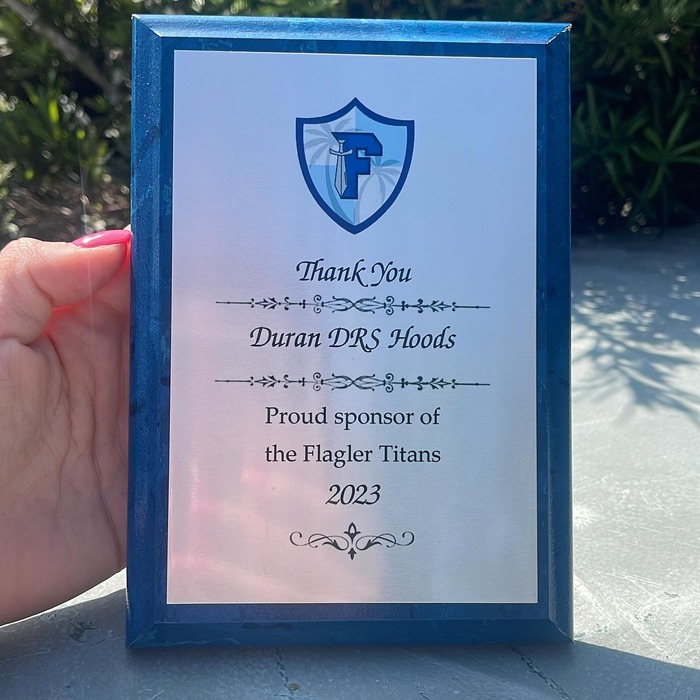 F
Thank You
Duran DRS Hoods
Proud sponsor of
the Flagler Titans
2023